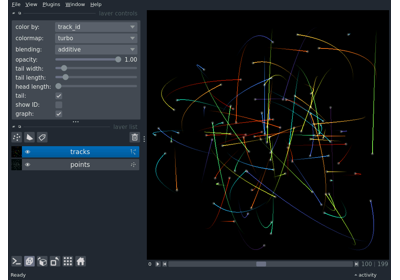 File View Plugins Window Help
layer controls
color by: track_id
colormap: turbo
blending: additive
opacity: 1.00
tail width:
tail length:
head length:
tail:
show ID:
graph:
layer list
tracks
points
100 | 199
Ready
activity